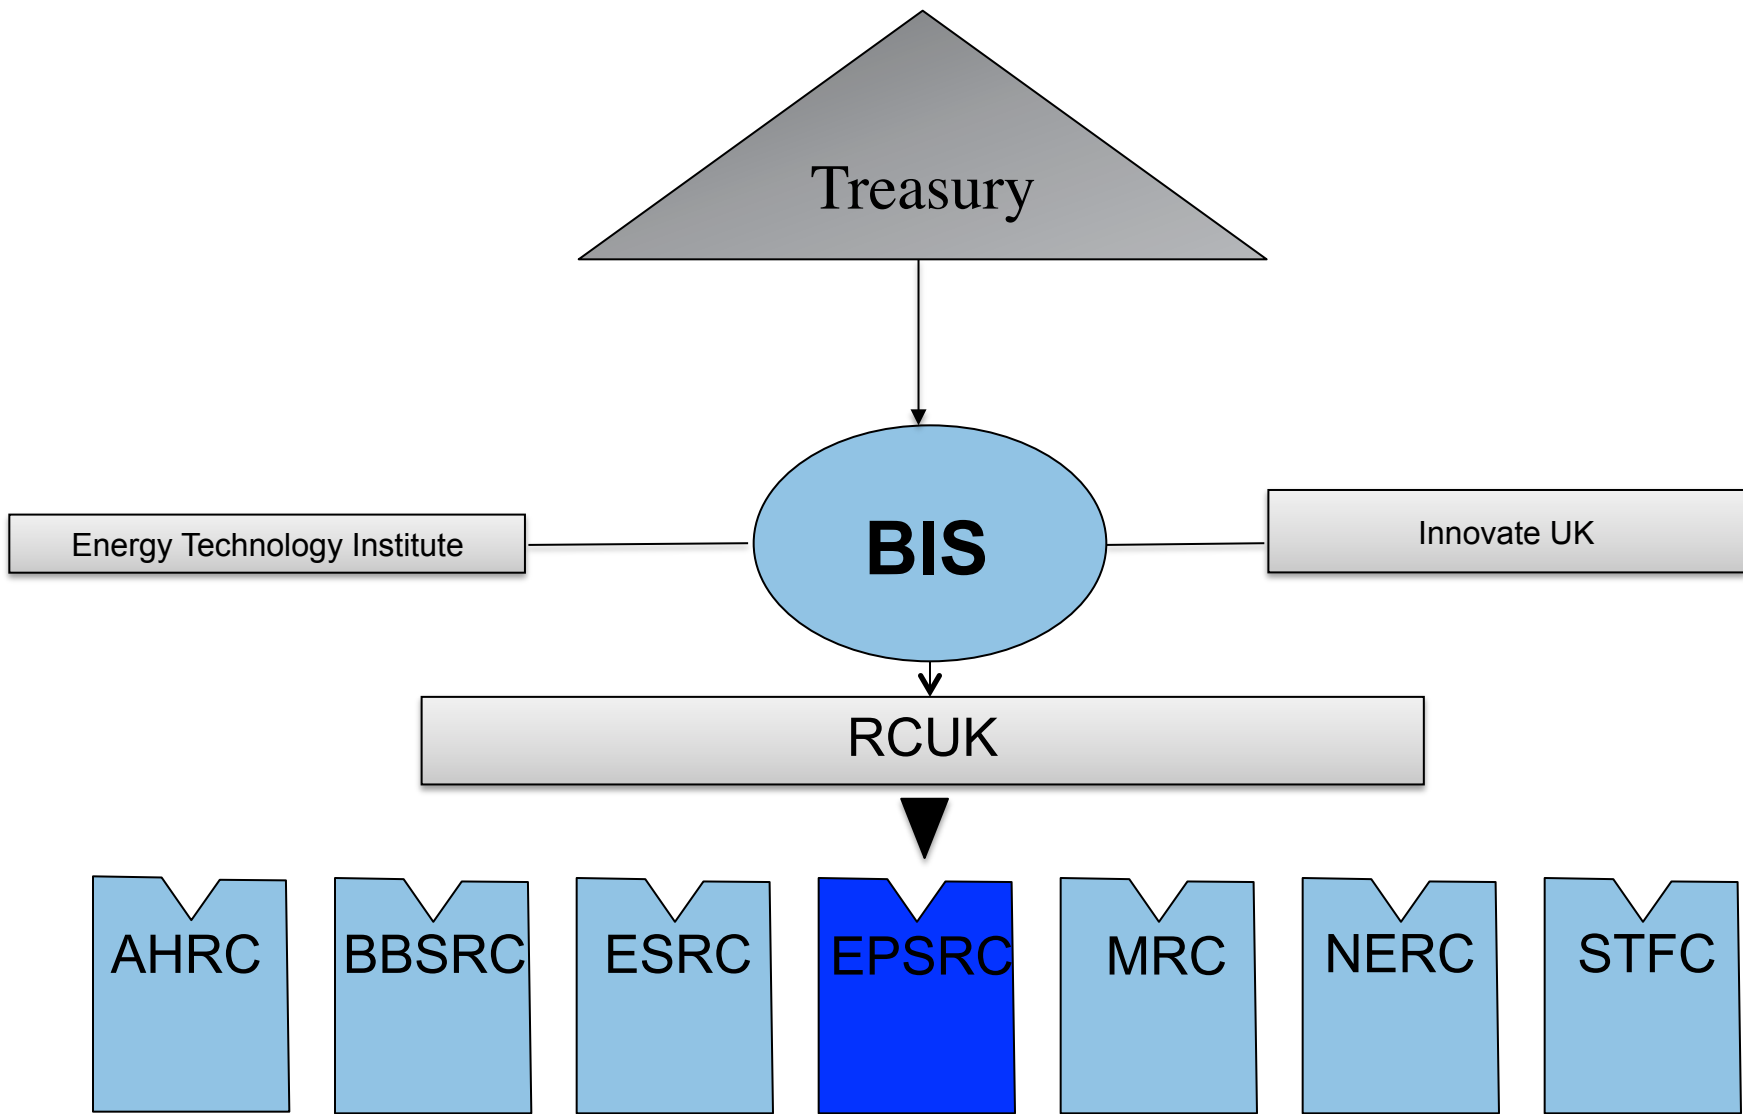 Treasury
Energy Technology Institute
BIS
Innovate UK
RCUK
AHRC
BBSRC
ESRC
EPSRC
MRC
NERC
STFC